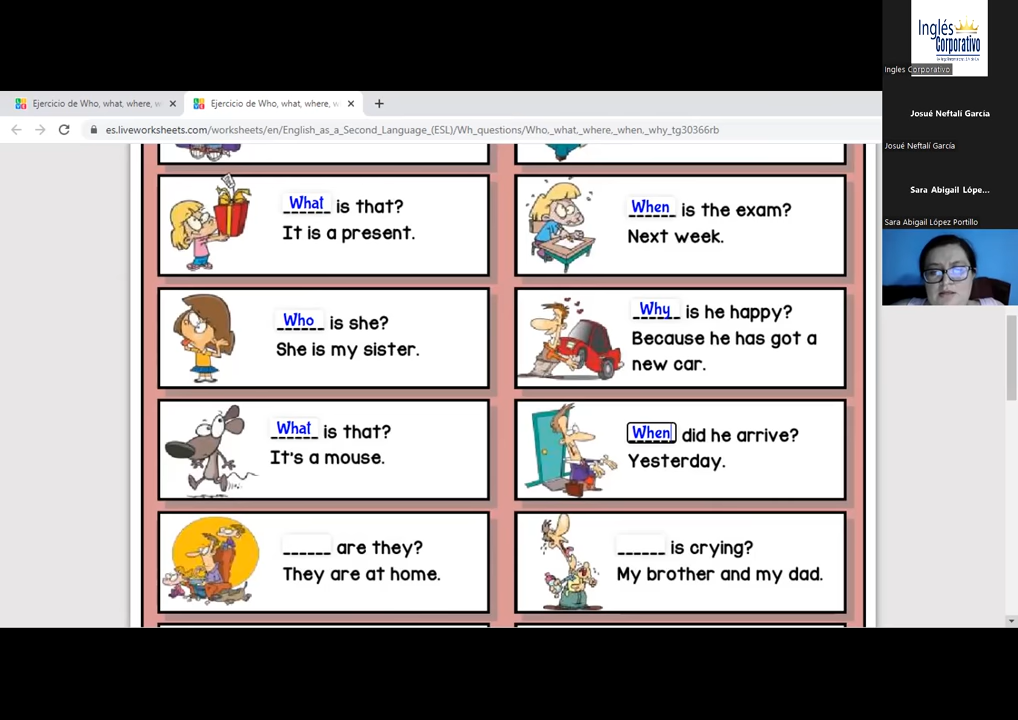 Inglés
Corporativo
Ingles Corporativo
Ejercicio de Who, what, where, w
Ejercicio de Who, what, where, w
es.liveworksheets.com/worksheets/en/English_as_a_Second_Language_(ESL)/Wh_questions/Who,_what,_where,_when,_why_tg30366rb
Josué Neftalí García
Josué Neftalí García
Sara Abigail Lópe...
Sara Abigail López Portillo
What is that?
It is a present.
When is the exam?
Next week.
Who is she?
She is my sister.
Why is he happy?
Because he has got a
new car.
What is that?
It's a mouse.
When did he arrive?
Yesterday.
______ are they?
They are at home.
______ is crying?
My brother and my dad.